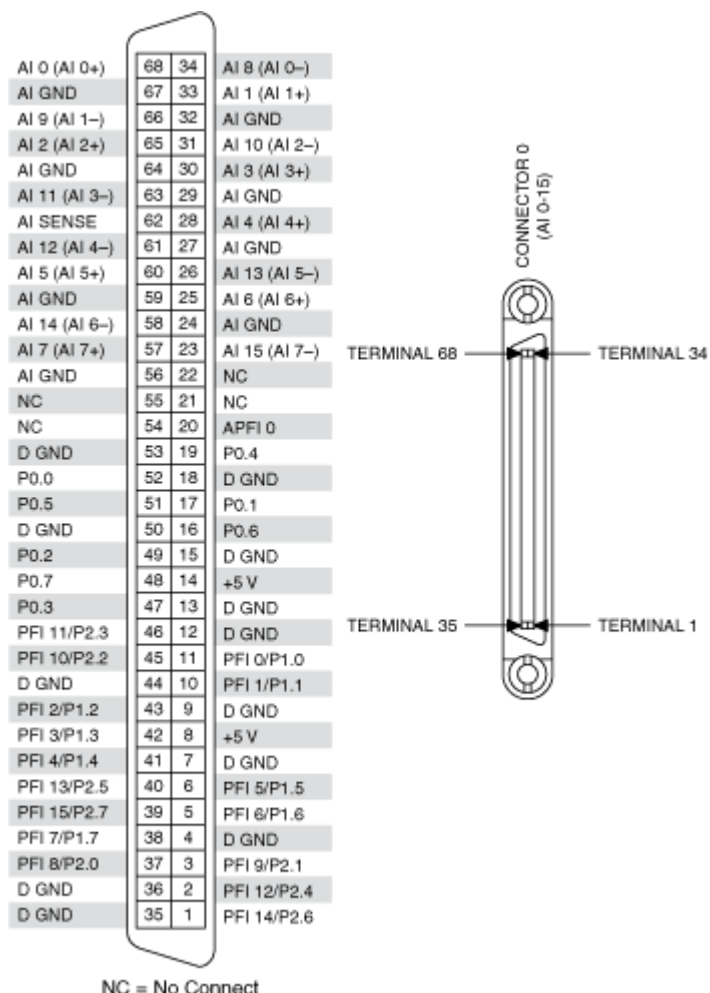 AI 0 (AI 0+) 68 34 AI 8 (AI 0–)
AI GND 67 33 AI 1 (AI 1+)
AI 9 (AI 1–) 66 32 AI GND
AI 2 (AI 2+) 65 31 AI 10 (AI 2–)
AI GND 64 30 AI 3 (AI 3+)
AI 11 (AI 3–) 63 29 AI GND
AI SENSE 62 28 AI 4 (AI 4+)
AI 12 (AI 4–) 61 27 AI GND
AI 5 (AI 5+) 60 26 AI 13 (AI 5–)
AI GND 59 25 AI 6 (AI 6+)
AI 14 (AI 6–) 58 24 AI GND
AI 7 (AI 7+) 57 23 AI 15 (AI 7–)
AI GND 56 22 NC
NC 55 21 NC
NC 54 20 APFI 0
D GND 53 19 P0.4
P0.0 52 18 D GND
P0.5 51 17 P0.1
D GND 50 16 P0.6
P0.2 49 15 D GND
P0.7 48 14 +5 V
P0.3 47 13 D GND
PFI 11/P2.3 46 12 D GND
PFI 10/P2.2 45 11 PFI 0/P1.0
D GND 44 10 PFI 1/P1.1
PFI 2/P1.2 43 9 D GND
PFI 3/P1.3 42 8 +5 V
PFI 4/P1.4 41 7 D GND
PFI 13/P2.5 40 6 PFI 5/P1.5
PFI 15/P2.7 39 5 PFI 6/P1.6
PFI 7/P1.7 38 4 D GND
PFI 8/P2.0 37 3 PFI 9/P2.1
D GND 36 2 PFI 12/P2.4
D GND 35 1 PFI 14/P2.6
NC = No Connect
CONNECTOR 0
(AI 0-15)
TERMINAL 68 TERMINAL 34
TERMINAL 35 TERMINAL 1